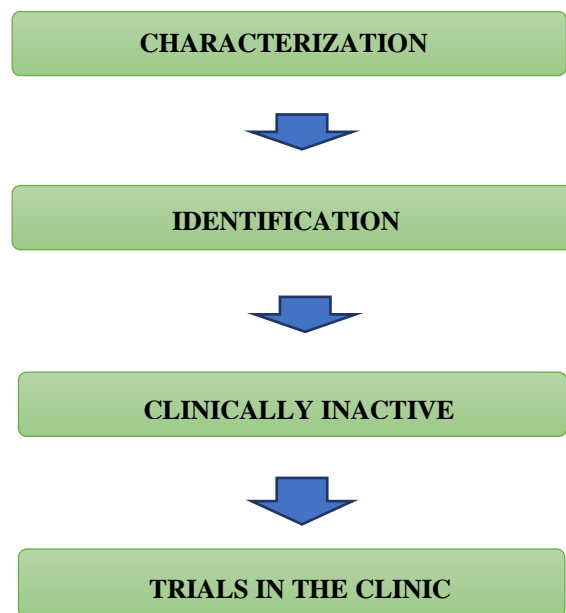 CHARACTERIZATION
IDENTIFICATION
CLINICALLY INACTIVE
TRIALS IN THE CLINIC